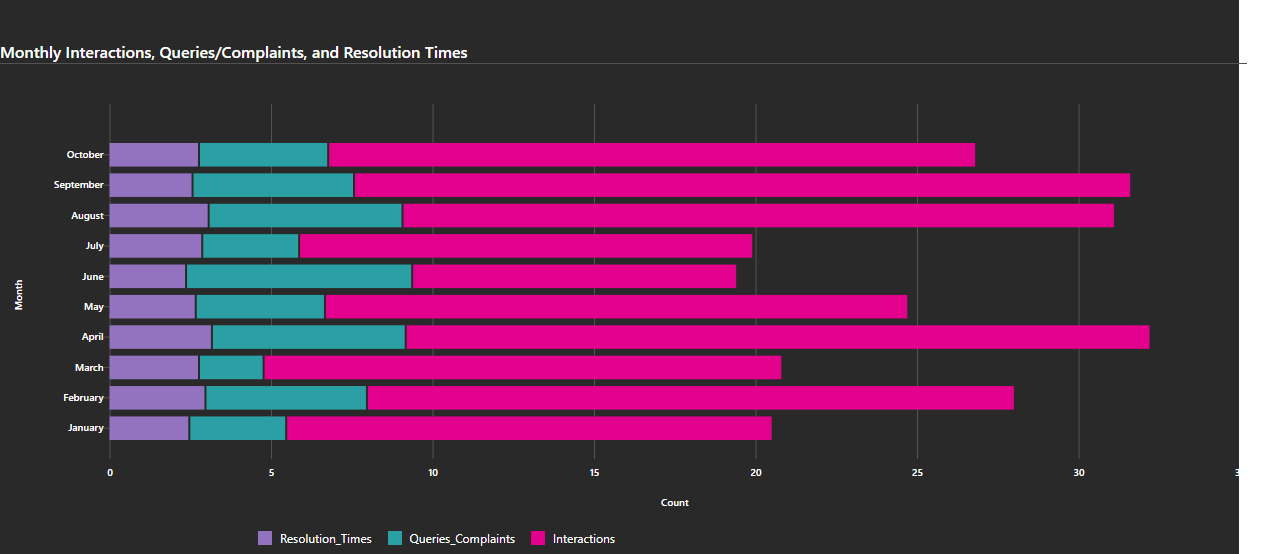 Monthly Interactions, Queries/Complaints, and Resolution Times
October
September
August
July
June
May
April
March
February
January
Month
0 5 10 15 20 25 30
Count
Resolution_Times Queries_Complaints Interactions